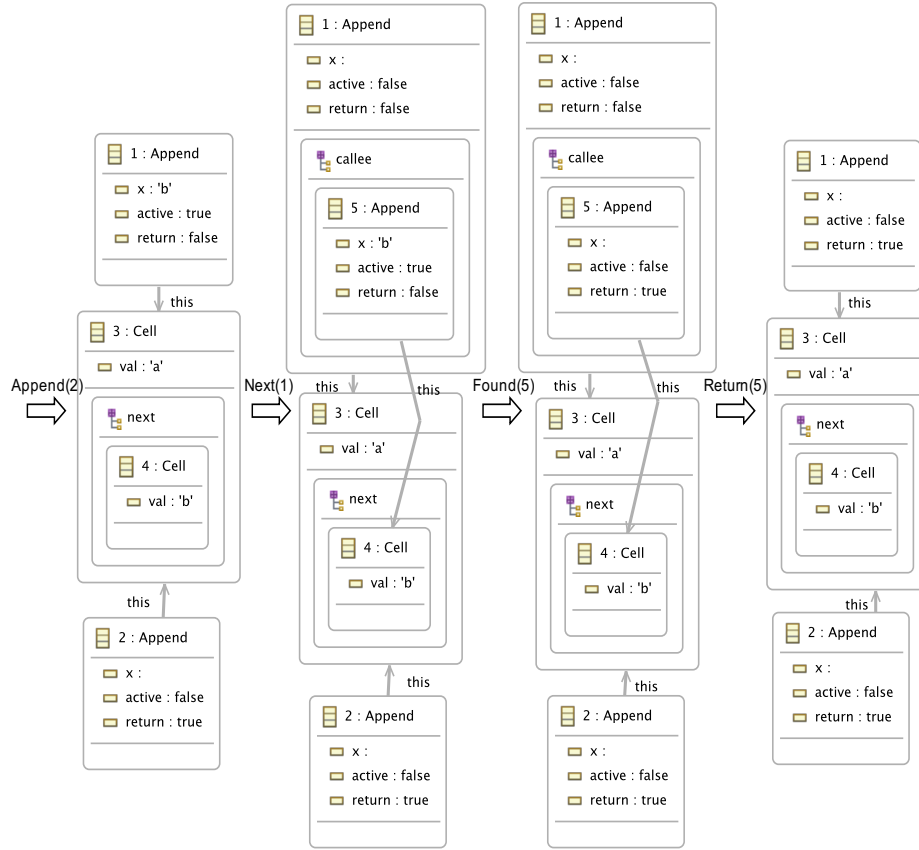 Append(2)
1 : Append
x : 'b'
active : true
return : false
this
3 : Cell
val : 'a'
next
4 : Cell
val : 'b'
this
2 : Append
x :
active : false
return : true
Next(1)
1 : Append
x :
active : false
return : false
callee
5 : Append
x : 'b'
active : true
return : false
this
this
3 : Cell
val : 'a'
next
4 : Cell
val : 'b'
this
2 : Append
x :
active : false
return : true
Found(5)
1 : Append
x :
active : false
return : false
callee
5 : Append
x :
active : false
return : true
this
this
3 : Cell
val : 'a'
next
4 : Cell
val : 'b'
this
2 : Append
x :
active : false
return : true
Return(5)
1 : Append
x :
active : false
return : true
this
3 : Cell
val : 'a'
next
4 : Cell
val : 'b'
this
2 : Append
x :
active : false
return : true